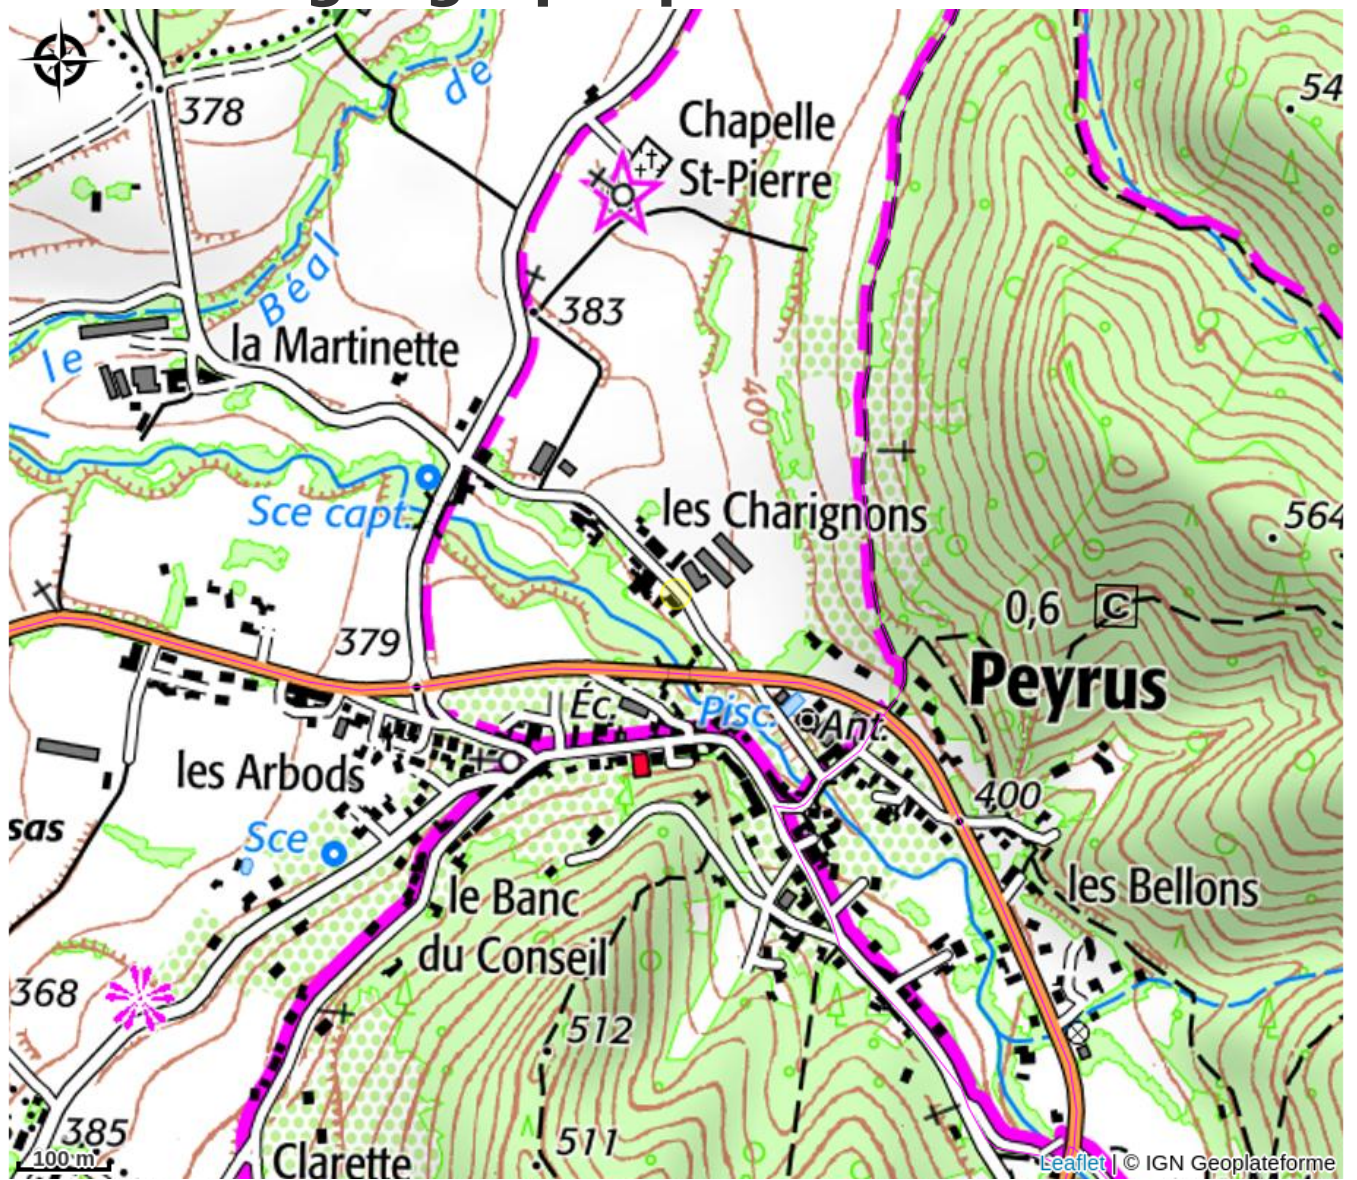 de
378
Chapelle
St-Pierre
54
Béal
383
le
la Martinette
400
Sce capt.
les Charignons
564
0,6 C
379
Peyrus
Éc.
Pisc.
Ant.
les Arbods
400
sas
Sce
le Banc
du Conseil
les Bellons
368
512
385
511
100 m
Clarette
Leaflet | © IGN Geoplateforme